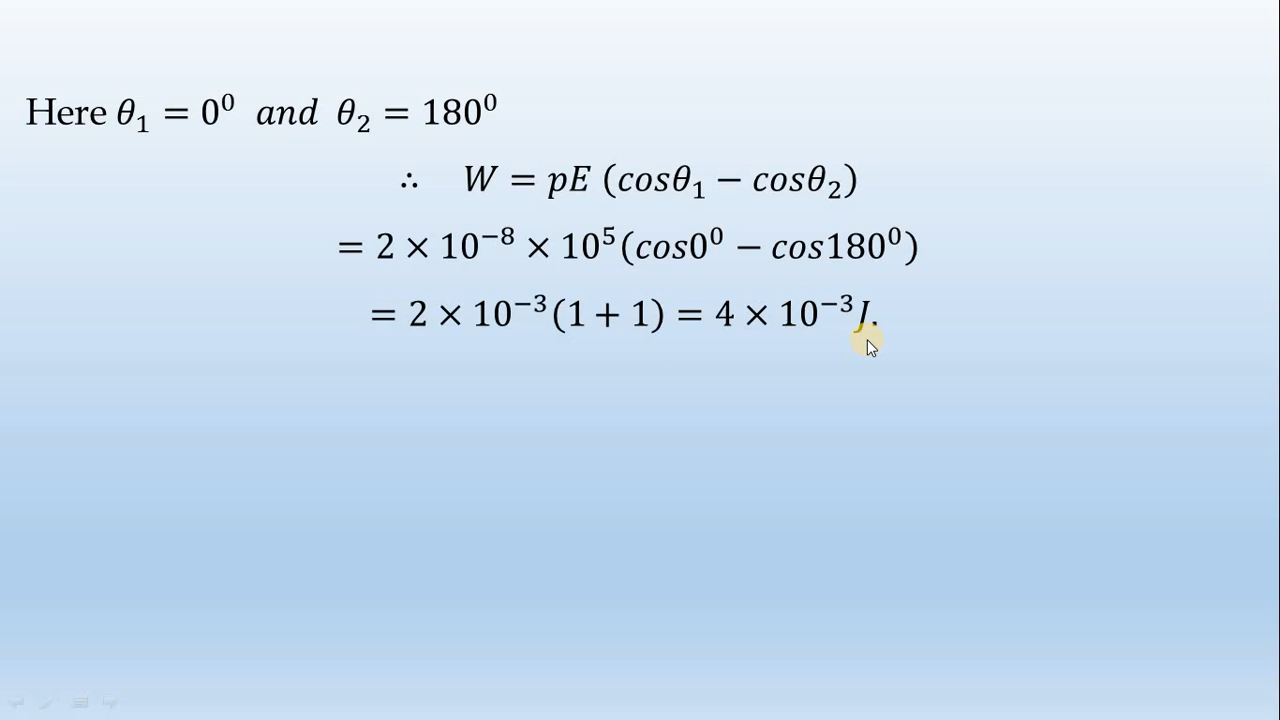 Here θ₁ = 0⁰ and θ₂ = 180⁰
∴ W = pE (cosθ₁ − cosθ₂)
= 2 × 10⁻⁸ × 10⁵(cos0⁰ − cos180⁰)
= 2 × 10⁻³(1 + 1) = 4 × 10⁻³J.